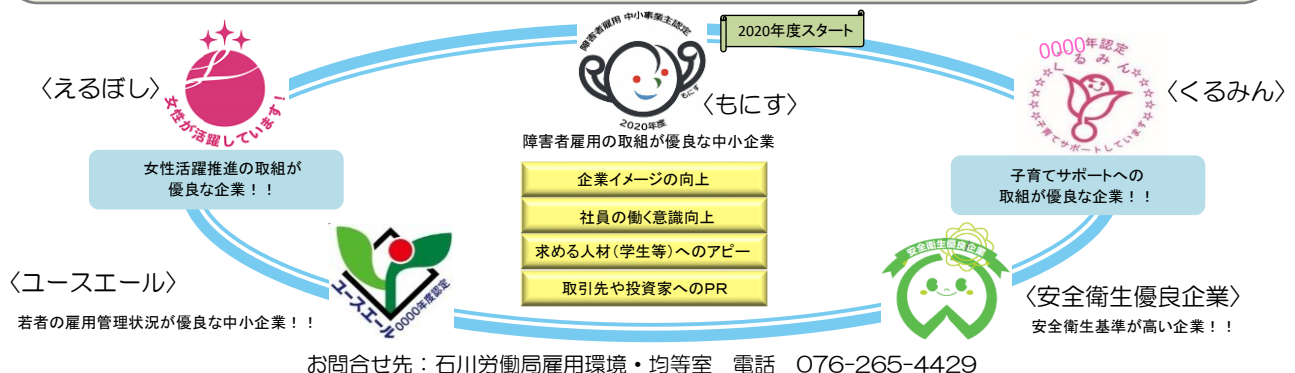 障害者雇用 中小事業主認定
2020年度スタート
〈えるぼし〉
女性が活躍しています!
もにす
2020年度
〈もにす〉
0000年認定
くるみん
子育てサポートしています
〈くるみん〉
障害者雇用の取組が優良な中小企業
女性活躍推進の取組が
優良な企業！！
企業イメージの向上
社員の働く意識向上
求める人材（学生等）へのアピー
取引先や投資家へのPR
子育てサポートへの
取組が優良な企業！！
〈ユースエール〉
若者の雇用管理状況が優良な中小企業！！
ユースエール
0000年度認定
安全衛生優良企業
〈安全衛生優良企業〉
安全衛生基準が高い企業！！
お問合せ先：石川労働局雇用環境・均等室　電話　076-265-4429